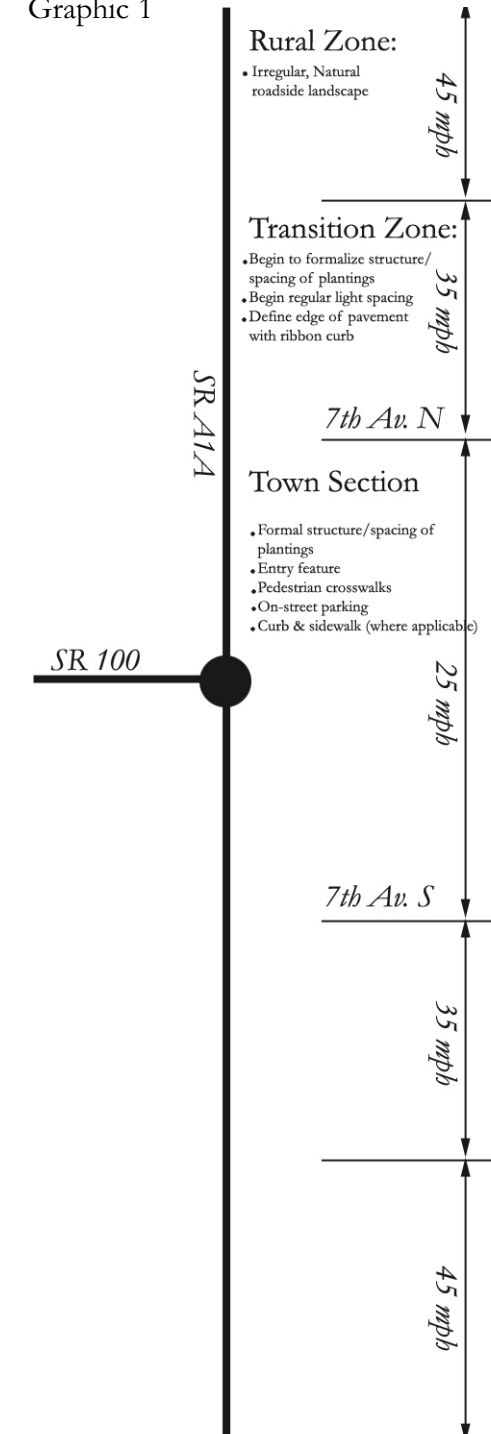 Graphic 1
Rural Zone:
• Irregular, Natural
roadside landscape
45 mph
Transition Zone:
• Begin to formalize structure/
spacing of plantings
• Begin regular light spacing
• Define edge of pavement
with ribbon curb
35 mph
SR A1A
7th Av. N
Town Section
• Formal structure/spacing of
plantings
• Entry feature
• Pedestrian crosswalks
• On-street parking
• Curb & sidewalk (where applicable)
SR 100
25 mph
7th Av. S
35 mph
45 mph